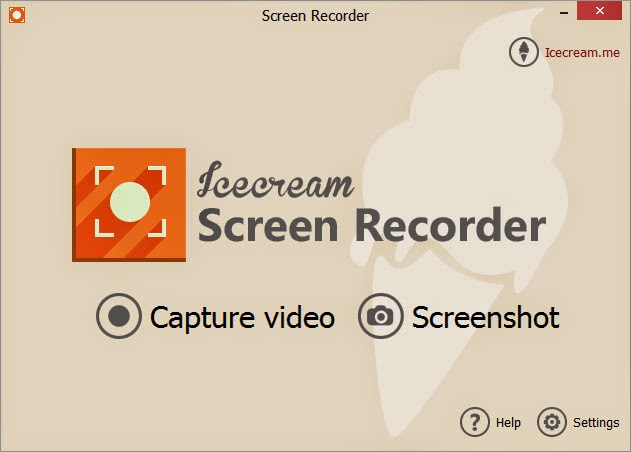 Screen Recorder
Icecream.me
Icecream
Screen Recorder
Capture video
Screenshot
? Help
Settings